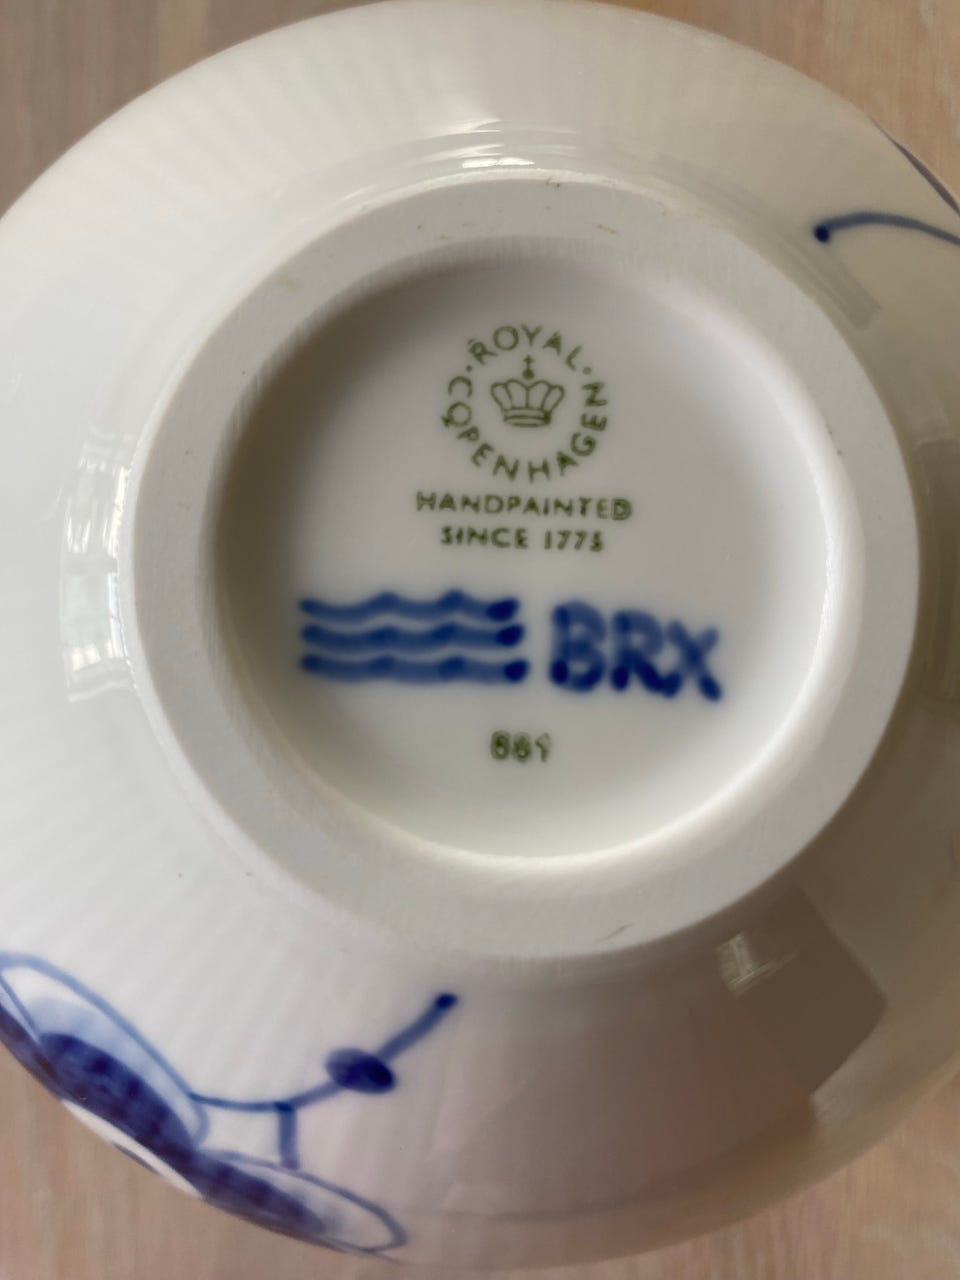 ROYAL
COPENHAGEN
HANDPAINTED
SINCE 1775
BRX